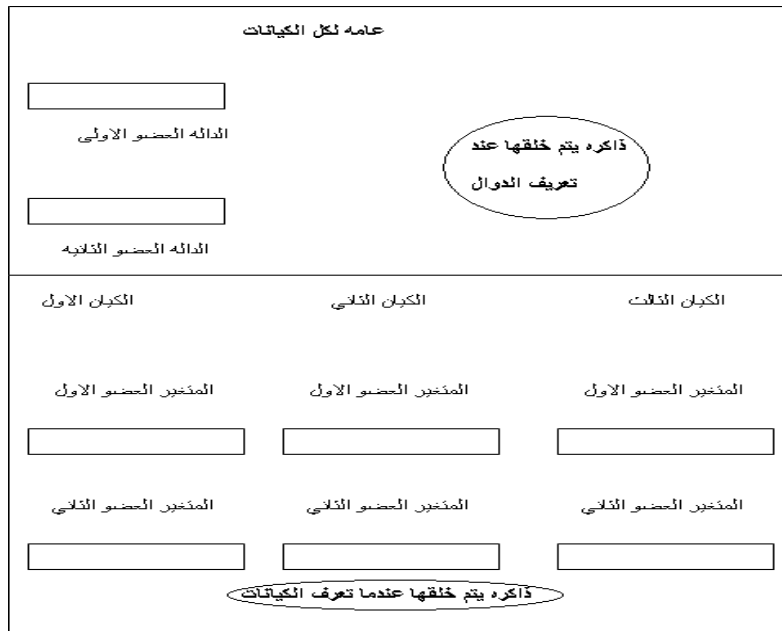 عامه لكل الكيانات
الداله العضو الاولى
ذاكره يتم خلقها عند
تعريف الدوال
الداله العضو الثانيه
الكيان الاول
الكيان الثاني
الكيان الثالث
المتغير العضو الاول
المتغير العضو الاول
المتغير العضو الاول
المتغير العضو الثاني
المتغير العضو الثاني
المتغير العضو الثاني
ذاكره يتم خلقها عندما تعرف الكيانات